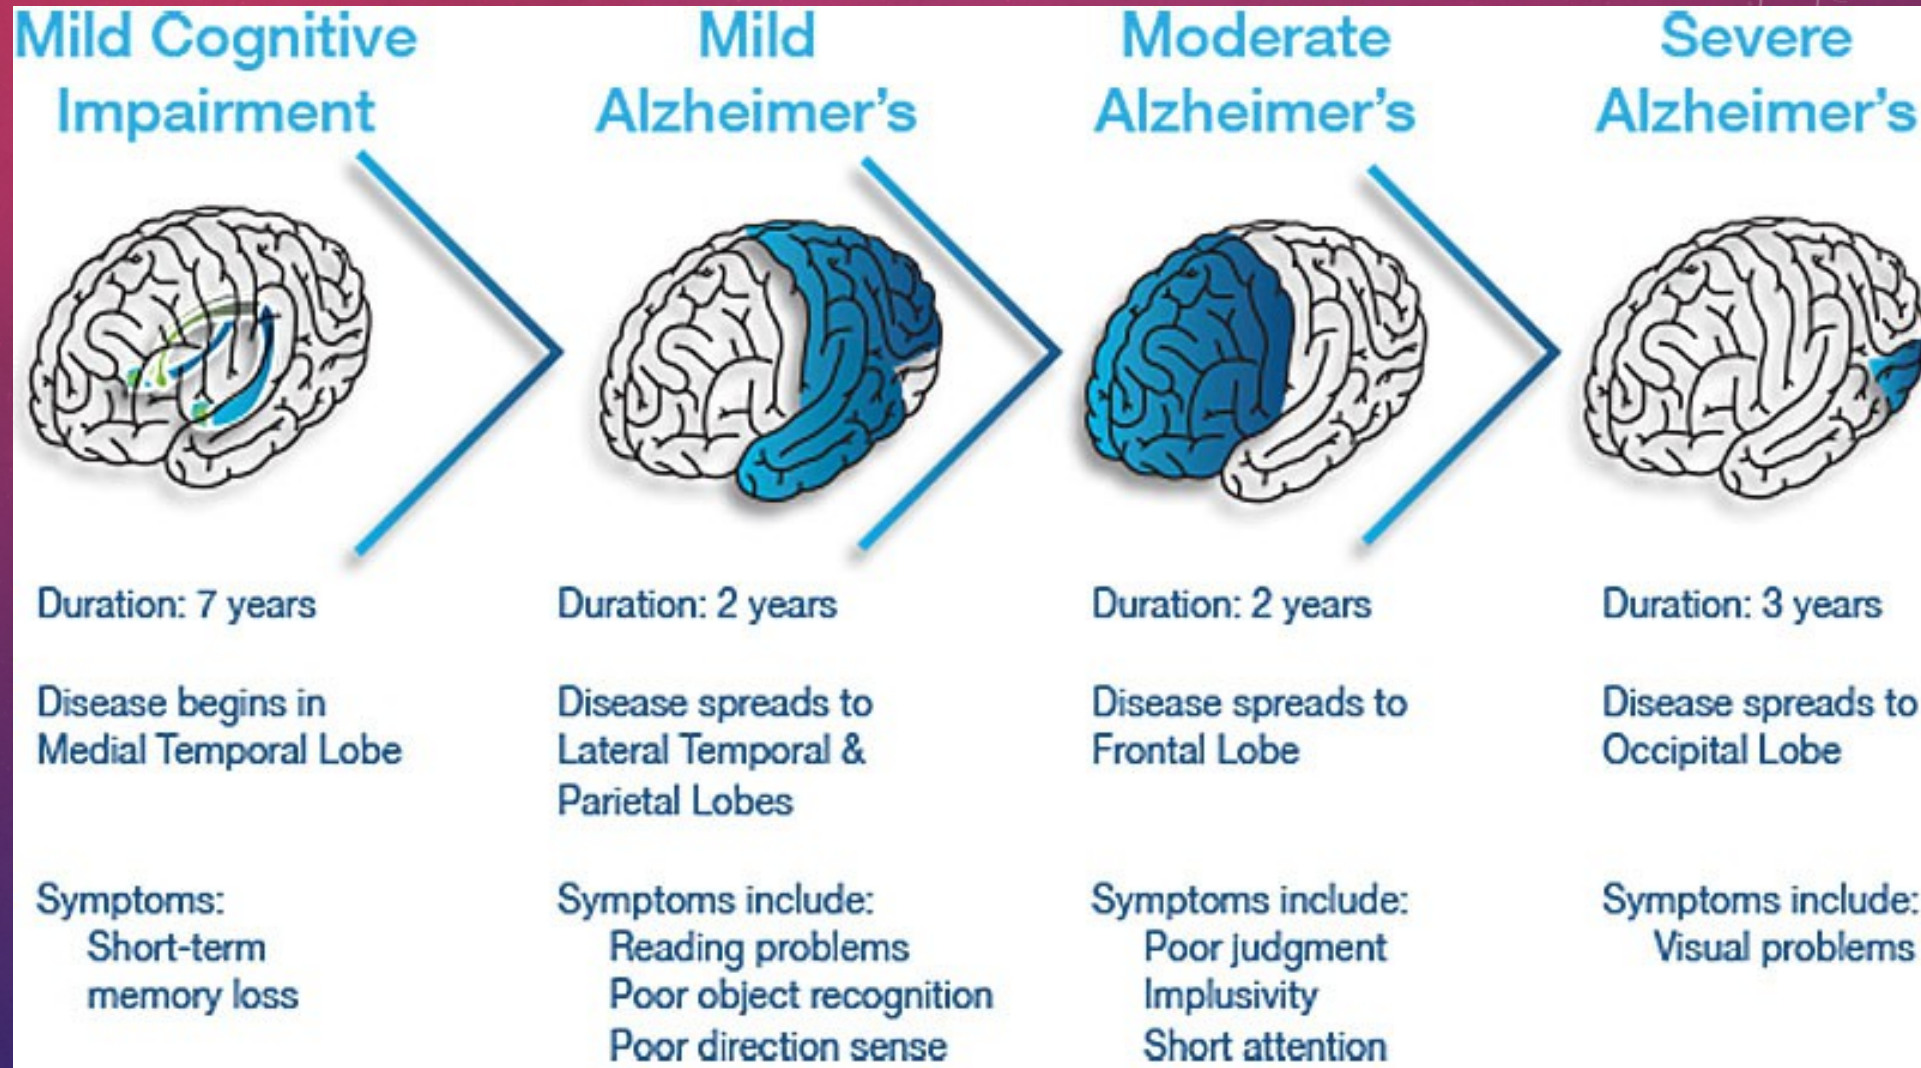 Mild Cognitive
Impairment
Duration: 7 years
Disease begins in
Medial Temporal Lobe
Symptoms:
Short-term
memory loss
Mild
Alzheimer's
Duration: 2 years
Disease spreads to
Lateral Temporal &
Parietal Lobes
Symptoms include:
Reading problems
Poor object recognition
Poor direction sense
Moderate
Alzheimer's
Duration: 2 years
Disease spreads to
Frontal Lobe
Symptoms include:
Poor judgment
Implusivity
Short attention
Severe
Alzheimer's
Duration: 3 years
Disease spreads to
Occipital Lobe
Symptoms include:
Visual problems